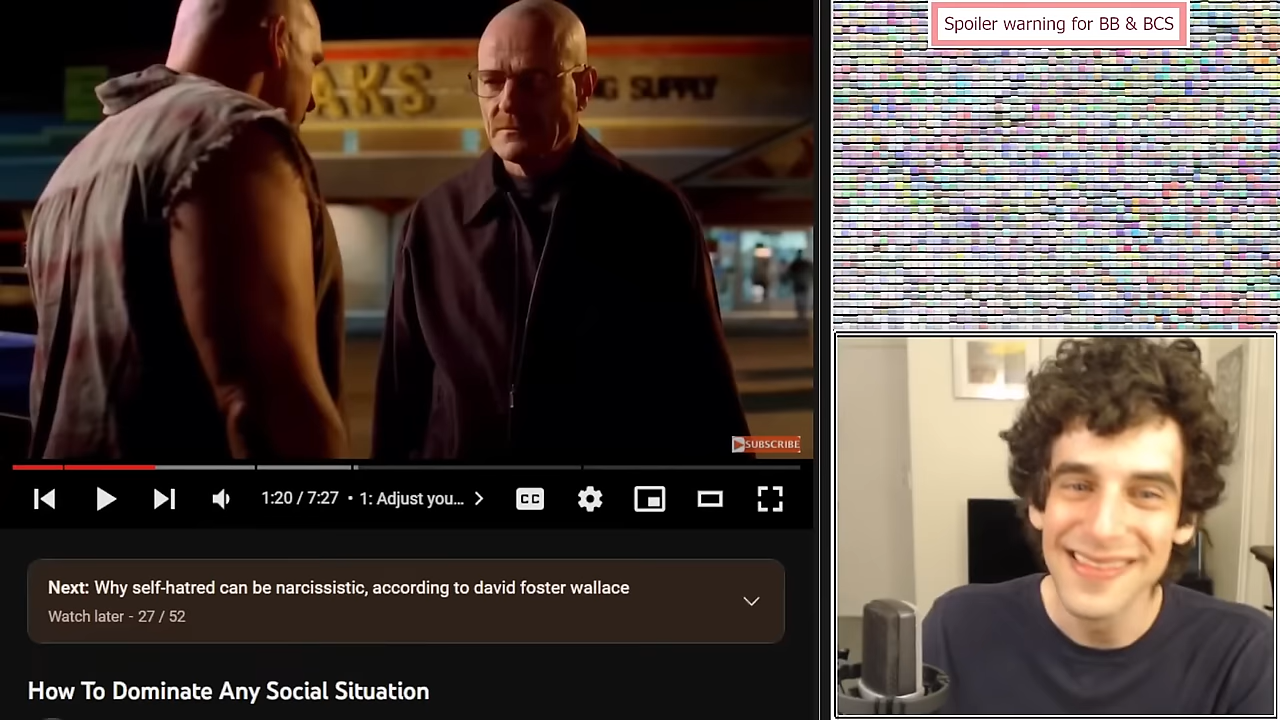 Spoiler warning for BB & BCS
AKS
G SUPPLY
SUBSCRIBE
1:20 / 7:27 • 1: Adjust you...
CC
Next: Why self-hatred can be narcissistic, according to david foster wallace
Watch later - 27 / 52
How To Dominate Any Social Situation